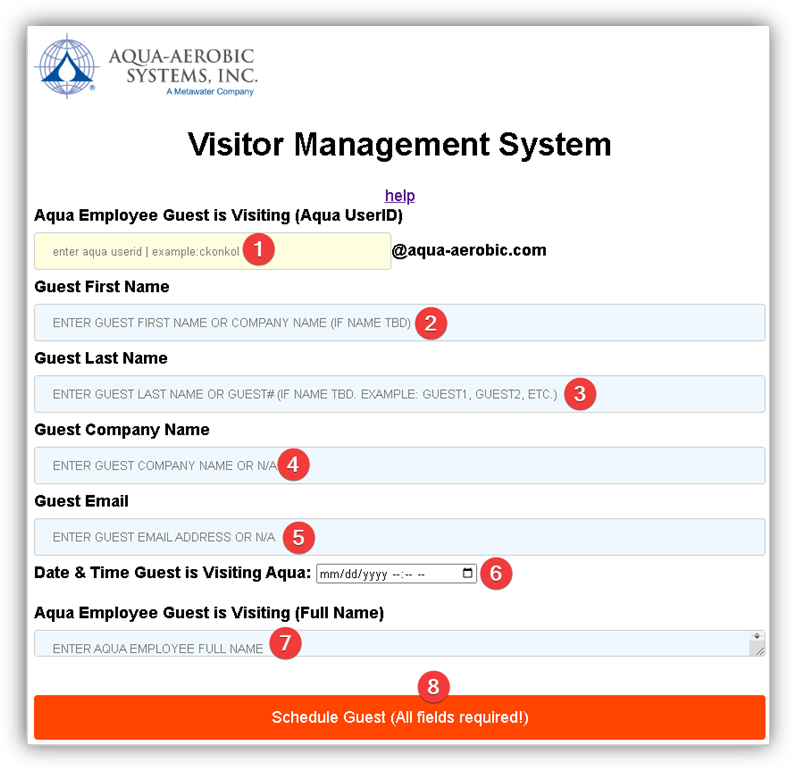 AQUA-AEROBIC
SYSTEMS, INC.
®
A Metawater Company
Visitor Management System
help
Aqua Employee Guest is Visiting (Aqua UserID)
enter aqua userid | example:ckonkol 1 @aqua-aerobic.com
Guest First Name
ENTER GUEST FIRST NAME OR COMPANY NAME (IF NAME TBD) 2
Guest Last Name
ENTER GUEST LAST NAME OR GUEST# (IF NAME TBD. EXAMPLE: GUEST1, GUEST2, ETC.) 3
Guest Company Name
ENTER GUEST COMPANY NAME OR N/A 4
Guest Email
ENTER GUEST EMAIL ADDRESS OR N/A 5
Date & Time Guest is Visiting Aqua: mm/dd/yyyy --:-- -- 6
Aqua Employee Guest is Visiting (Full Name)
ENTER AQUA EMPLOYEE FULL NAME 7
8
Schedule Guest (All fields required!)